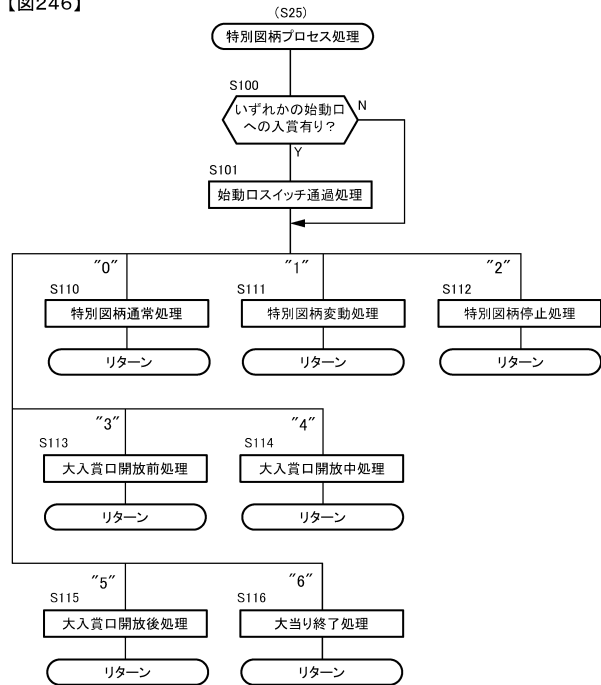 【図246】
(S25)
特別図柄プロセス処理
S100
いずれかの始動口
への入賞有り？
N
Y
S101
始動口スイッチ通過処理
"0"
"1"
"2"
S110
S111
S112
特別図柄通常処理
特別図柄変動処理
特別図柄停止処理
リターン
リターン
リターン
"3"
"4"
S113
S114
大入賞口開放前処理
大入賞口開放中処理
リターン
リターン
"5"
"6"
S115
S116
大入賞口開放後処理
大当り終了処理
リターン
リターン